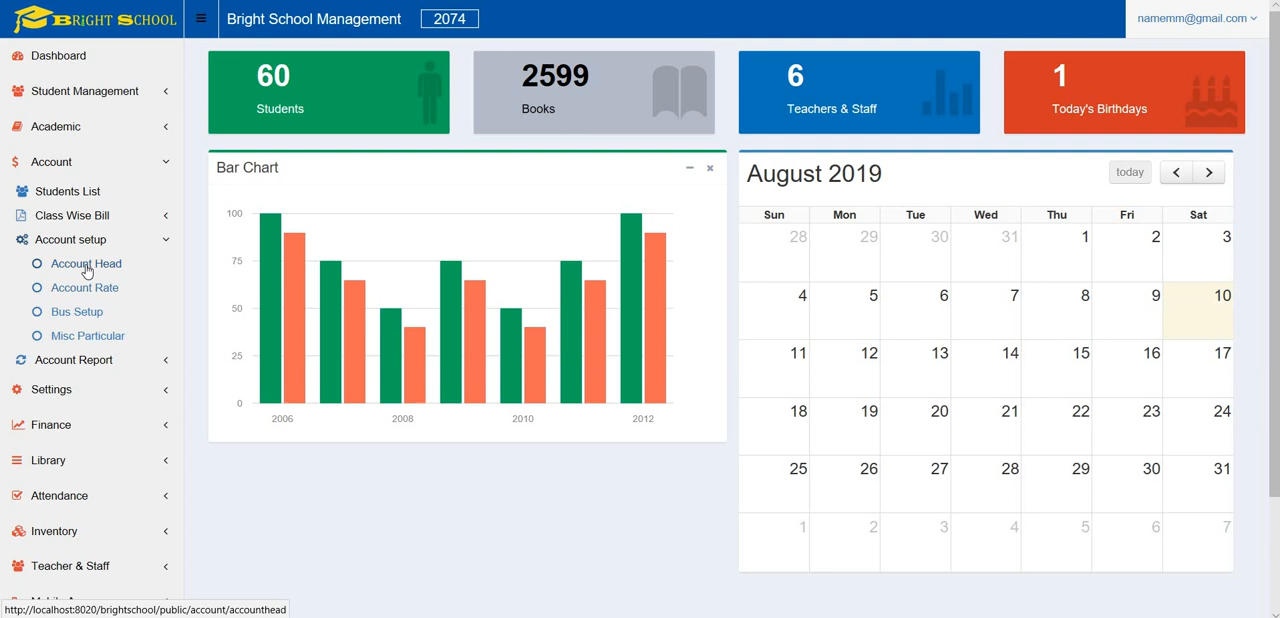 BRIGHT SCHOOL
Bright School Management 2074
namemm@gmail.com
Dashboard
Student Management
Academic
Account
Students List
Class Wise Bill
Account setup
Account Head
Account Rate
Bus Setup
Misc Particular
Account Report
Settings
Finance
Library
Attendance
Inventory
Teacher & Staff
http://localhost:8020/brightschool/public/account/accounthead
60
Students
2599
Books
6
Teachers & Staff
1
Today's Birthdays
Bar Chart
100
75
50
25
0
2006 2008 2010 2012
August 2019
today
Sun Mon Tue Wed Thu Fri Sat
28 29 30 31 1 2 3
4 5 6 7 8 9 10
11 12 13 14 15 16 17
18 19 20 21 22 23 24
25 26 27 28 29 30 31
1 2 3 4 5 6 7